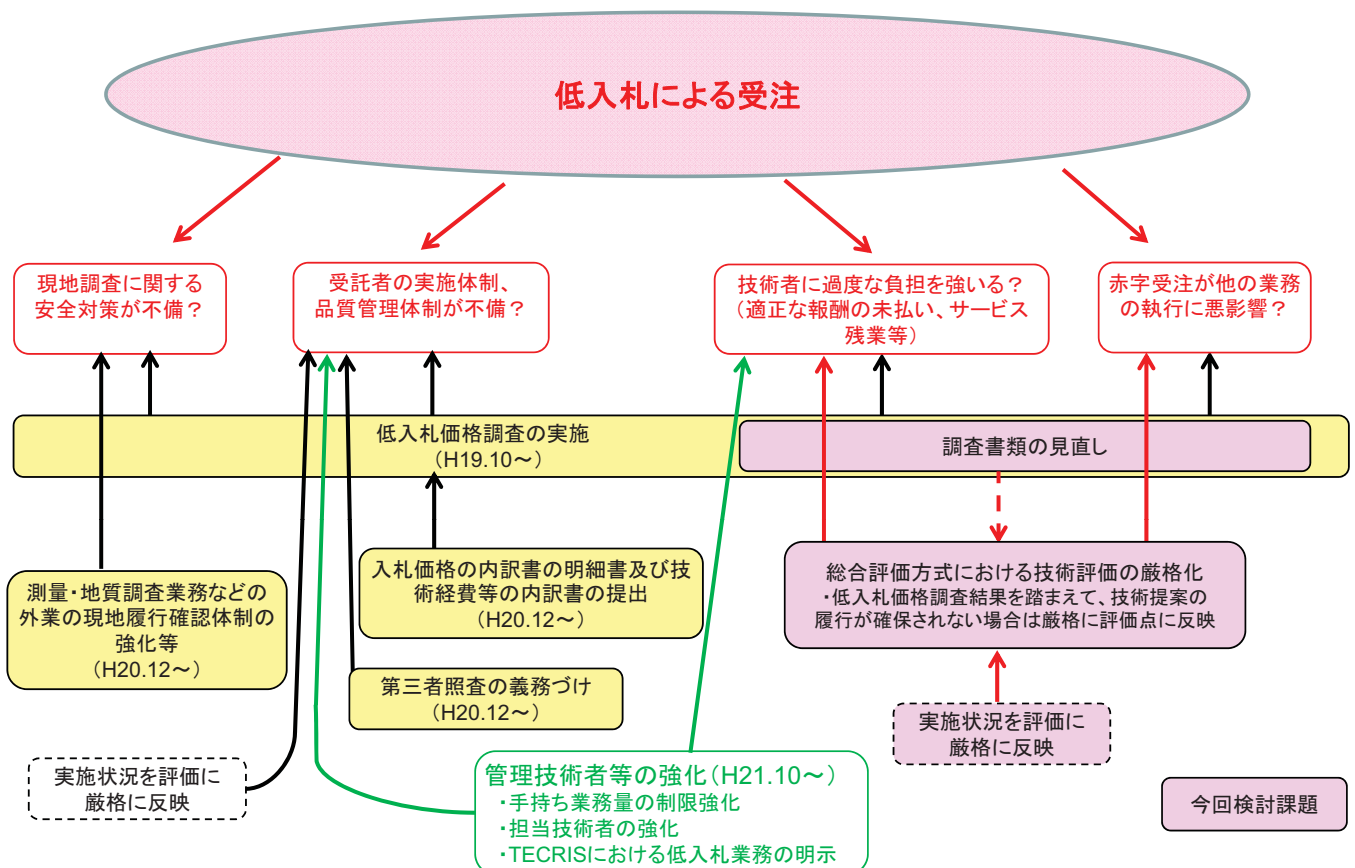 低入札による受注
現地調査に関する
安全対策が不備？
受託者の実施体制、
品質管理体制が不備？
技術者に過度な負担を強いる？
（適正な報酬の未払い、サービス
残業等）
赤字受注が他の業務
の執行に悪影響？
低入札価格調査の実施
（H19.10～）
調査書類の見直し
測量・地質調査業務などの
外業の現地履行確認体制の
強化等
（H20.12～）
入札価格の内訳書の明細書及び技
術経費等の内訳書の提出
（H20.12～）
総合評価方式における技術評価の厳格化
・低入札価格調査結果を踏まえて、技術提案の
履行が確保されない場合は厳格に評価点に反映
第三者照査の義務づけ
（H20.12～）
実施状況を評価に
厳格に反映
実施状況を評価に
厳格に反映
管理技術者等の強化（H21.10～）
・手持ち業務量の制限強化
・担当技術者の強化
・TECRISにおける低入札業務の明示
今回検討課題